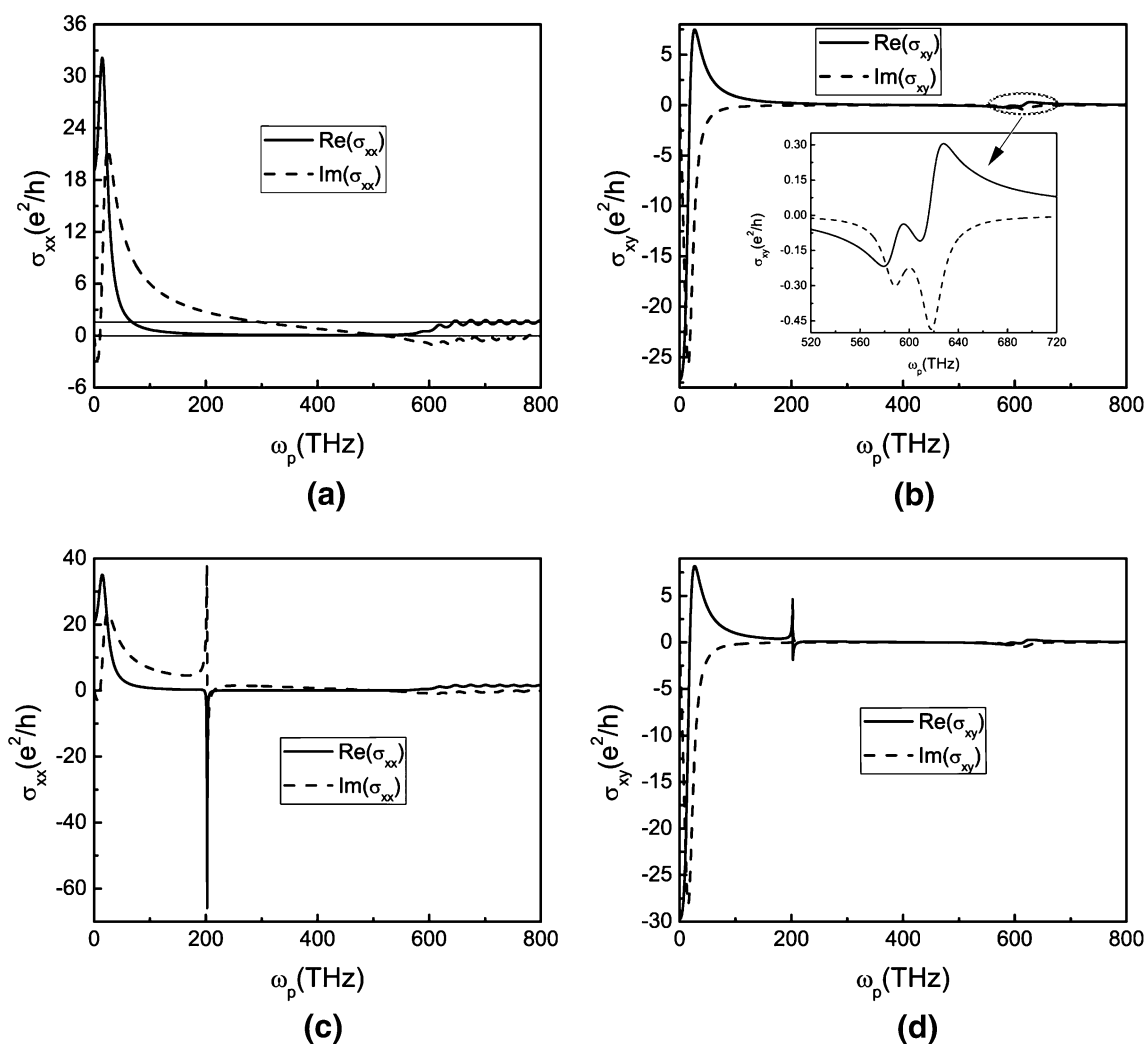 36
30
24
18
12
6
0
-6
σxx(e²/h)
Re(σxx)
Im(σxx)
0 200 400 600 800
ωp(THz)
(a)
5
0
-5
-10
-15
-20
-25
σxy(e²/h)
Re(σxy)
Im(σxy)
0.30
0.15
0.00
-0.15
-0.30
-0.45
σxy(e²/h)
520 560 600 640 680 720
ωp(THz)
0 200 400 600 800
ωp(THz)
(b)
40
20
0
-20
-40
-60
σxx(e²/h)
Re(σxx)
Im(σxx)
0 200 400 600 800
ωp(THz)
(c)
5
0
-5
-10
-15
-20
-25
-30
σxy(e²/h)
Re(σxy)
Im(σxy)
0 200 400 600 800
ωp(THz)
(d)